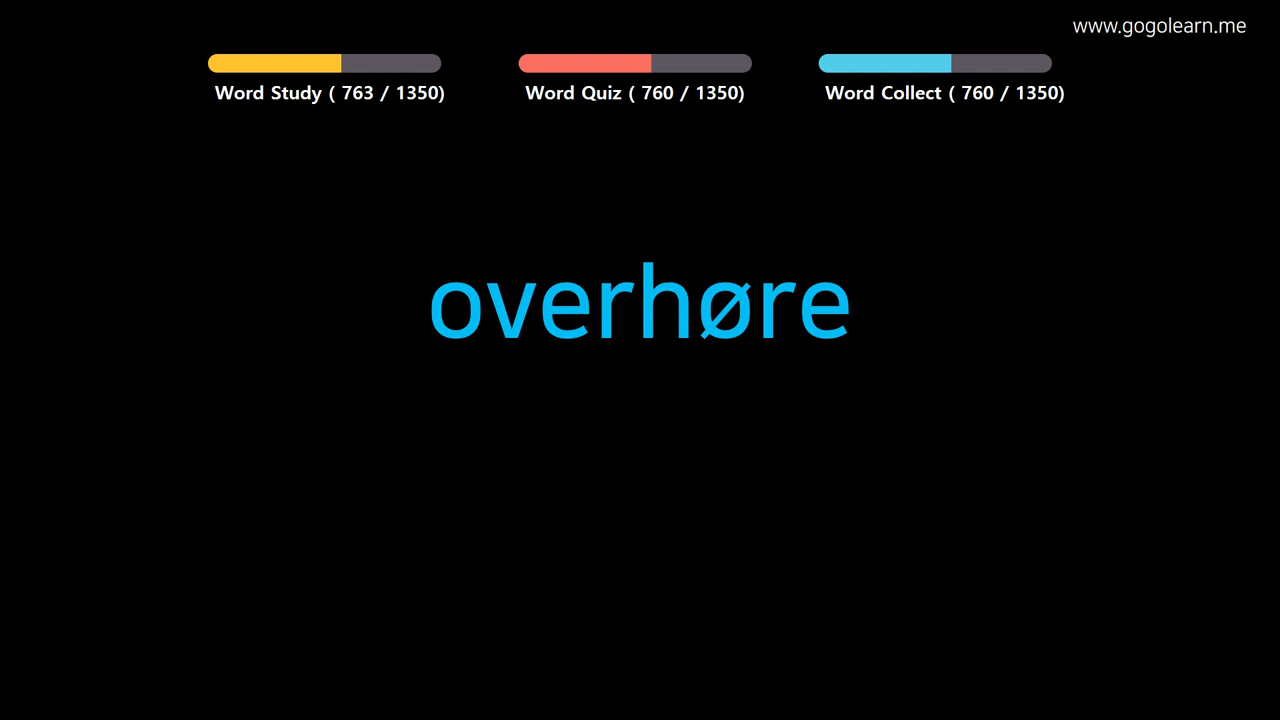 www.gogolearn.me
Word Study ( 763 / 1350)
Word Quiz ( 760 / 1350)
Word Collect ( 760 / 1350)
overhøre